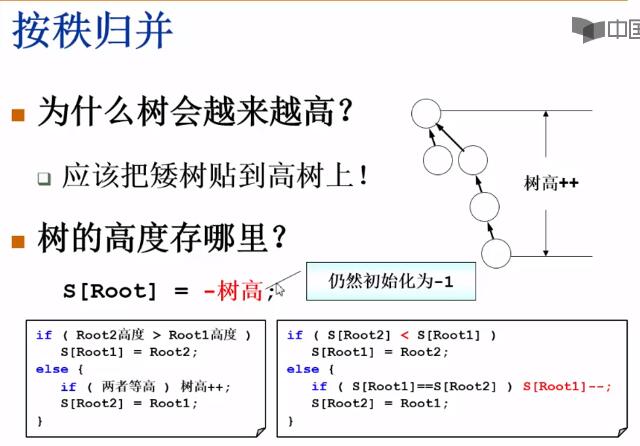 按秩归并
中国
为什么树会越来越高？
应该把矮树贴到高树上！
树高++
树的高度存哪里？
S[Root] = -树高;
仍然初始化为-1
if ( Root2高度 > Root1高度 )
S[Root1] = Root2;
else {
if ( 两者等高 ) 树高++;
S[Root2] = Root1;
}
if ( S[Root2] < S[Root1] )
S[Root1] = Root2;
else {
if ( S[Root1]==S[Root2] ) S[Root1]--;
S[Root2] = Root1;
}